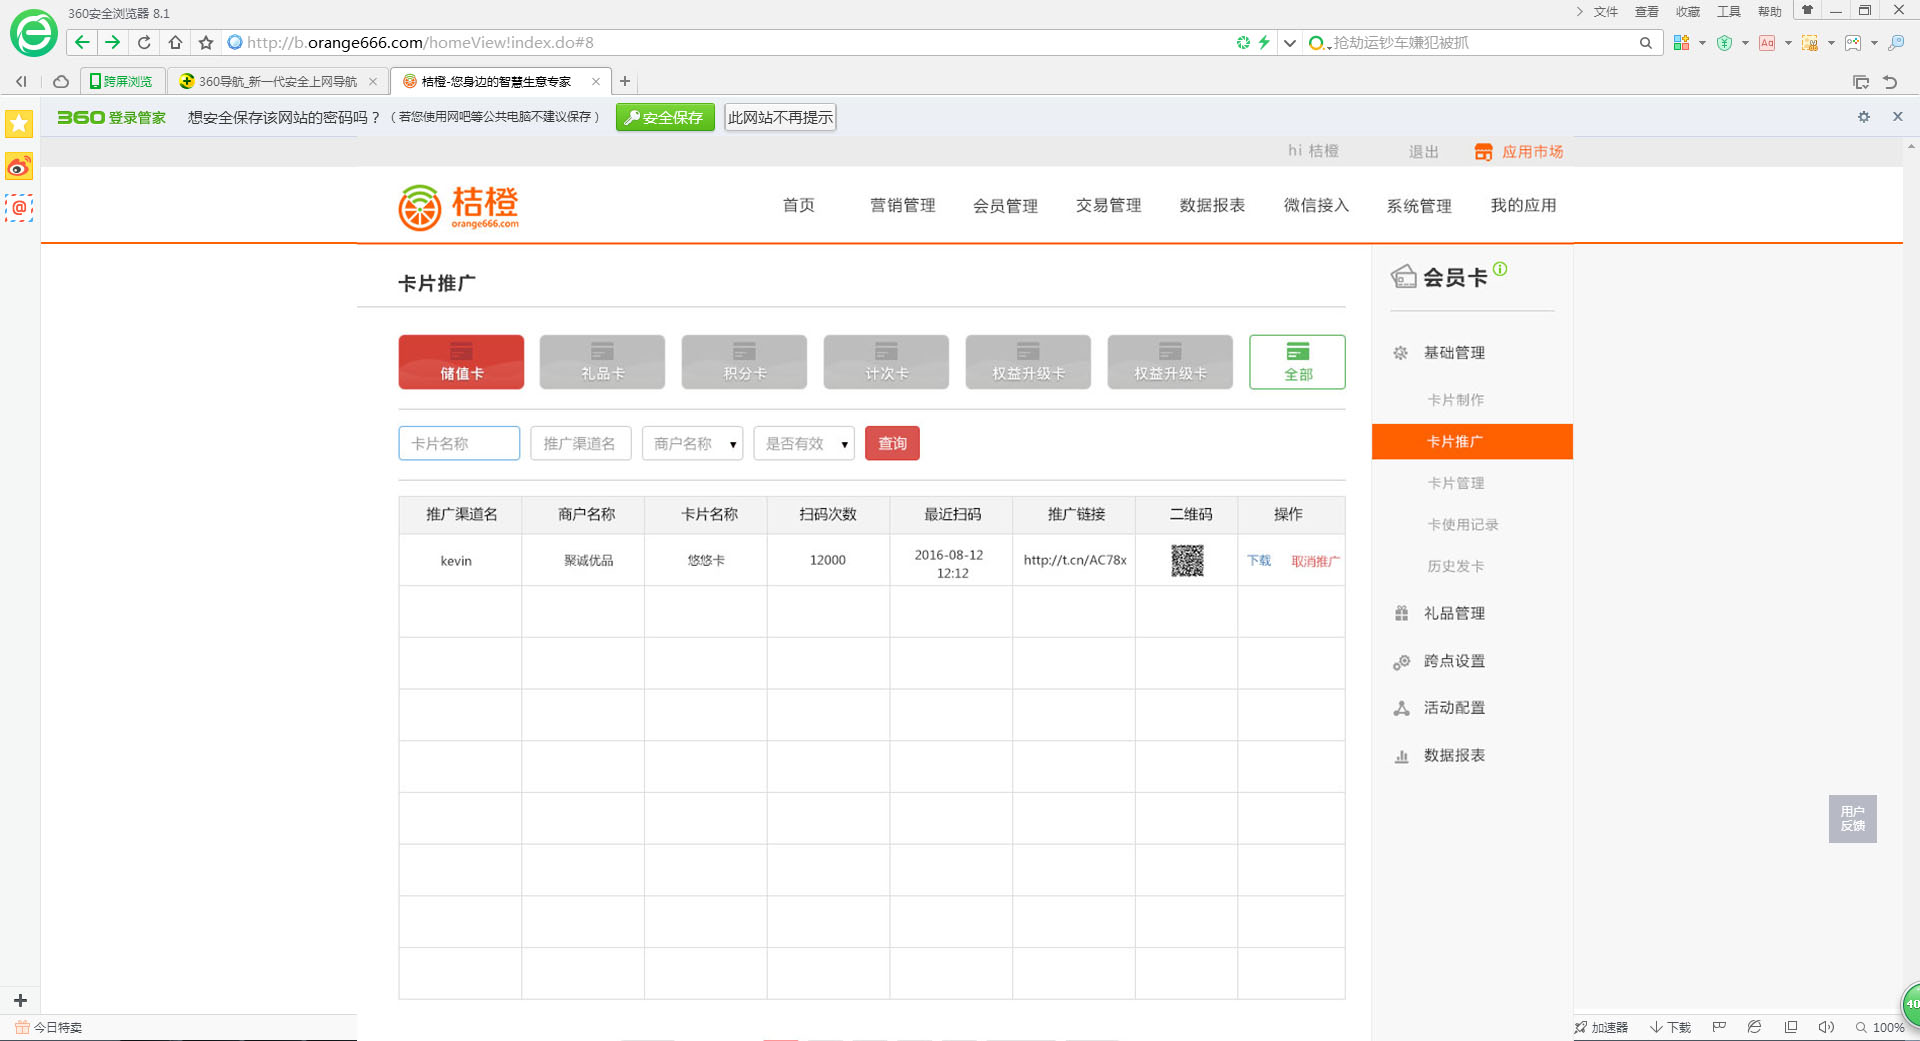 360安全浏览器 8.1
文件 查看 收藏 工具 帮助
http://b.orange666.com/homeView!index.do#8
抢劫运钞车嫌犯被抓
跨屏浏览 360导航_新一代安全上网导航 桔橙-您身边的智慧生意专家
360登录管家 想安全保存该网站的密码吗？（若您使用网吧等公共电脑不建议保存） 安全保存 此网站不再提示
hi 桔橙 退出 应用市场
桔橙
orange666.com
首页 营销管理 会员管理 交易管理 数据报表 微信接入 系统管理 我的应用
卡片推广
储值卡 礼品卡 积分卡 计次卡 权益升级卡 权益升级卡 全部
卡片名称 推广渠道名 商户名称 是否有效 查询
推广渠道名 商户名称 卡片名称 扫码次数 最近扫码 推广链接 二维码 操作
kevin 聚诚优品 悠悠卡 12000 2016-08-12 12:12 http://t.cn/AC78x 下载 取消推广
会员卡
基础管理
卡片制作
卡片推广
卡片管理
卡使用记录
历史发卡
礼品管理
跨点设置
活动配置
数据报表
用户
反馈
40
今日特卖
加速器 下载 100%